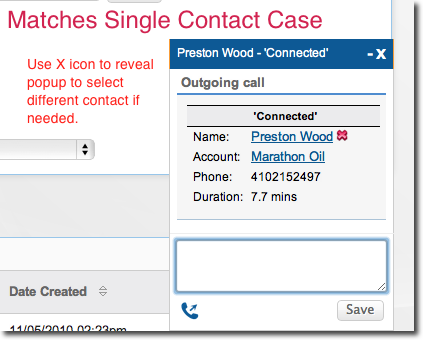 Matches Single Contact Case
Use X icon to reveal
popup to select
different contact if
needed.
Preston Wood - 'Connected' - X
Outgoing call
'Connected'
Name: Preston Wood
Account: Marathon Oil
Phone: 4102152497
Duration: 7.7 mins
Save
Date Created
11/05/2010 02:23pm